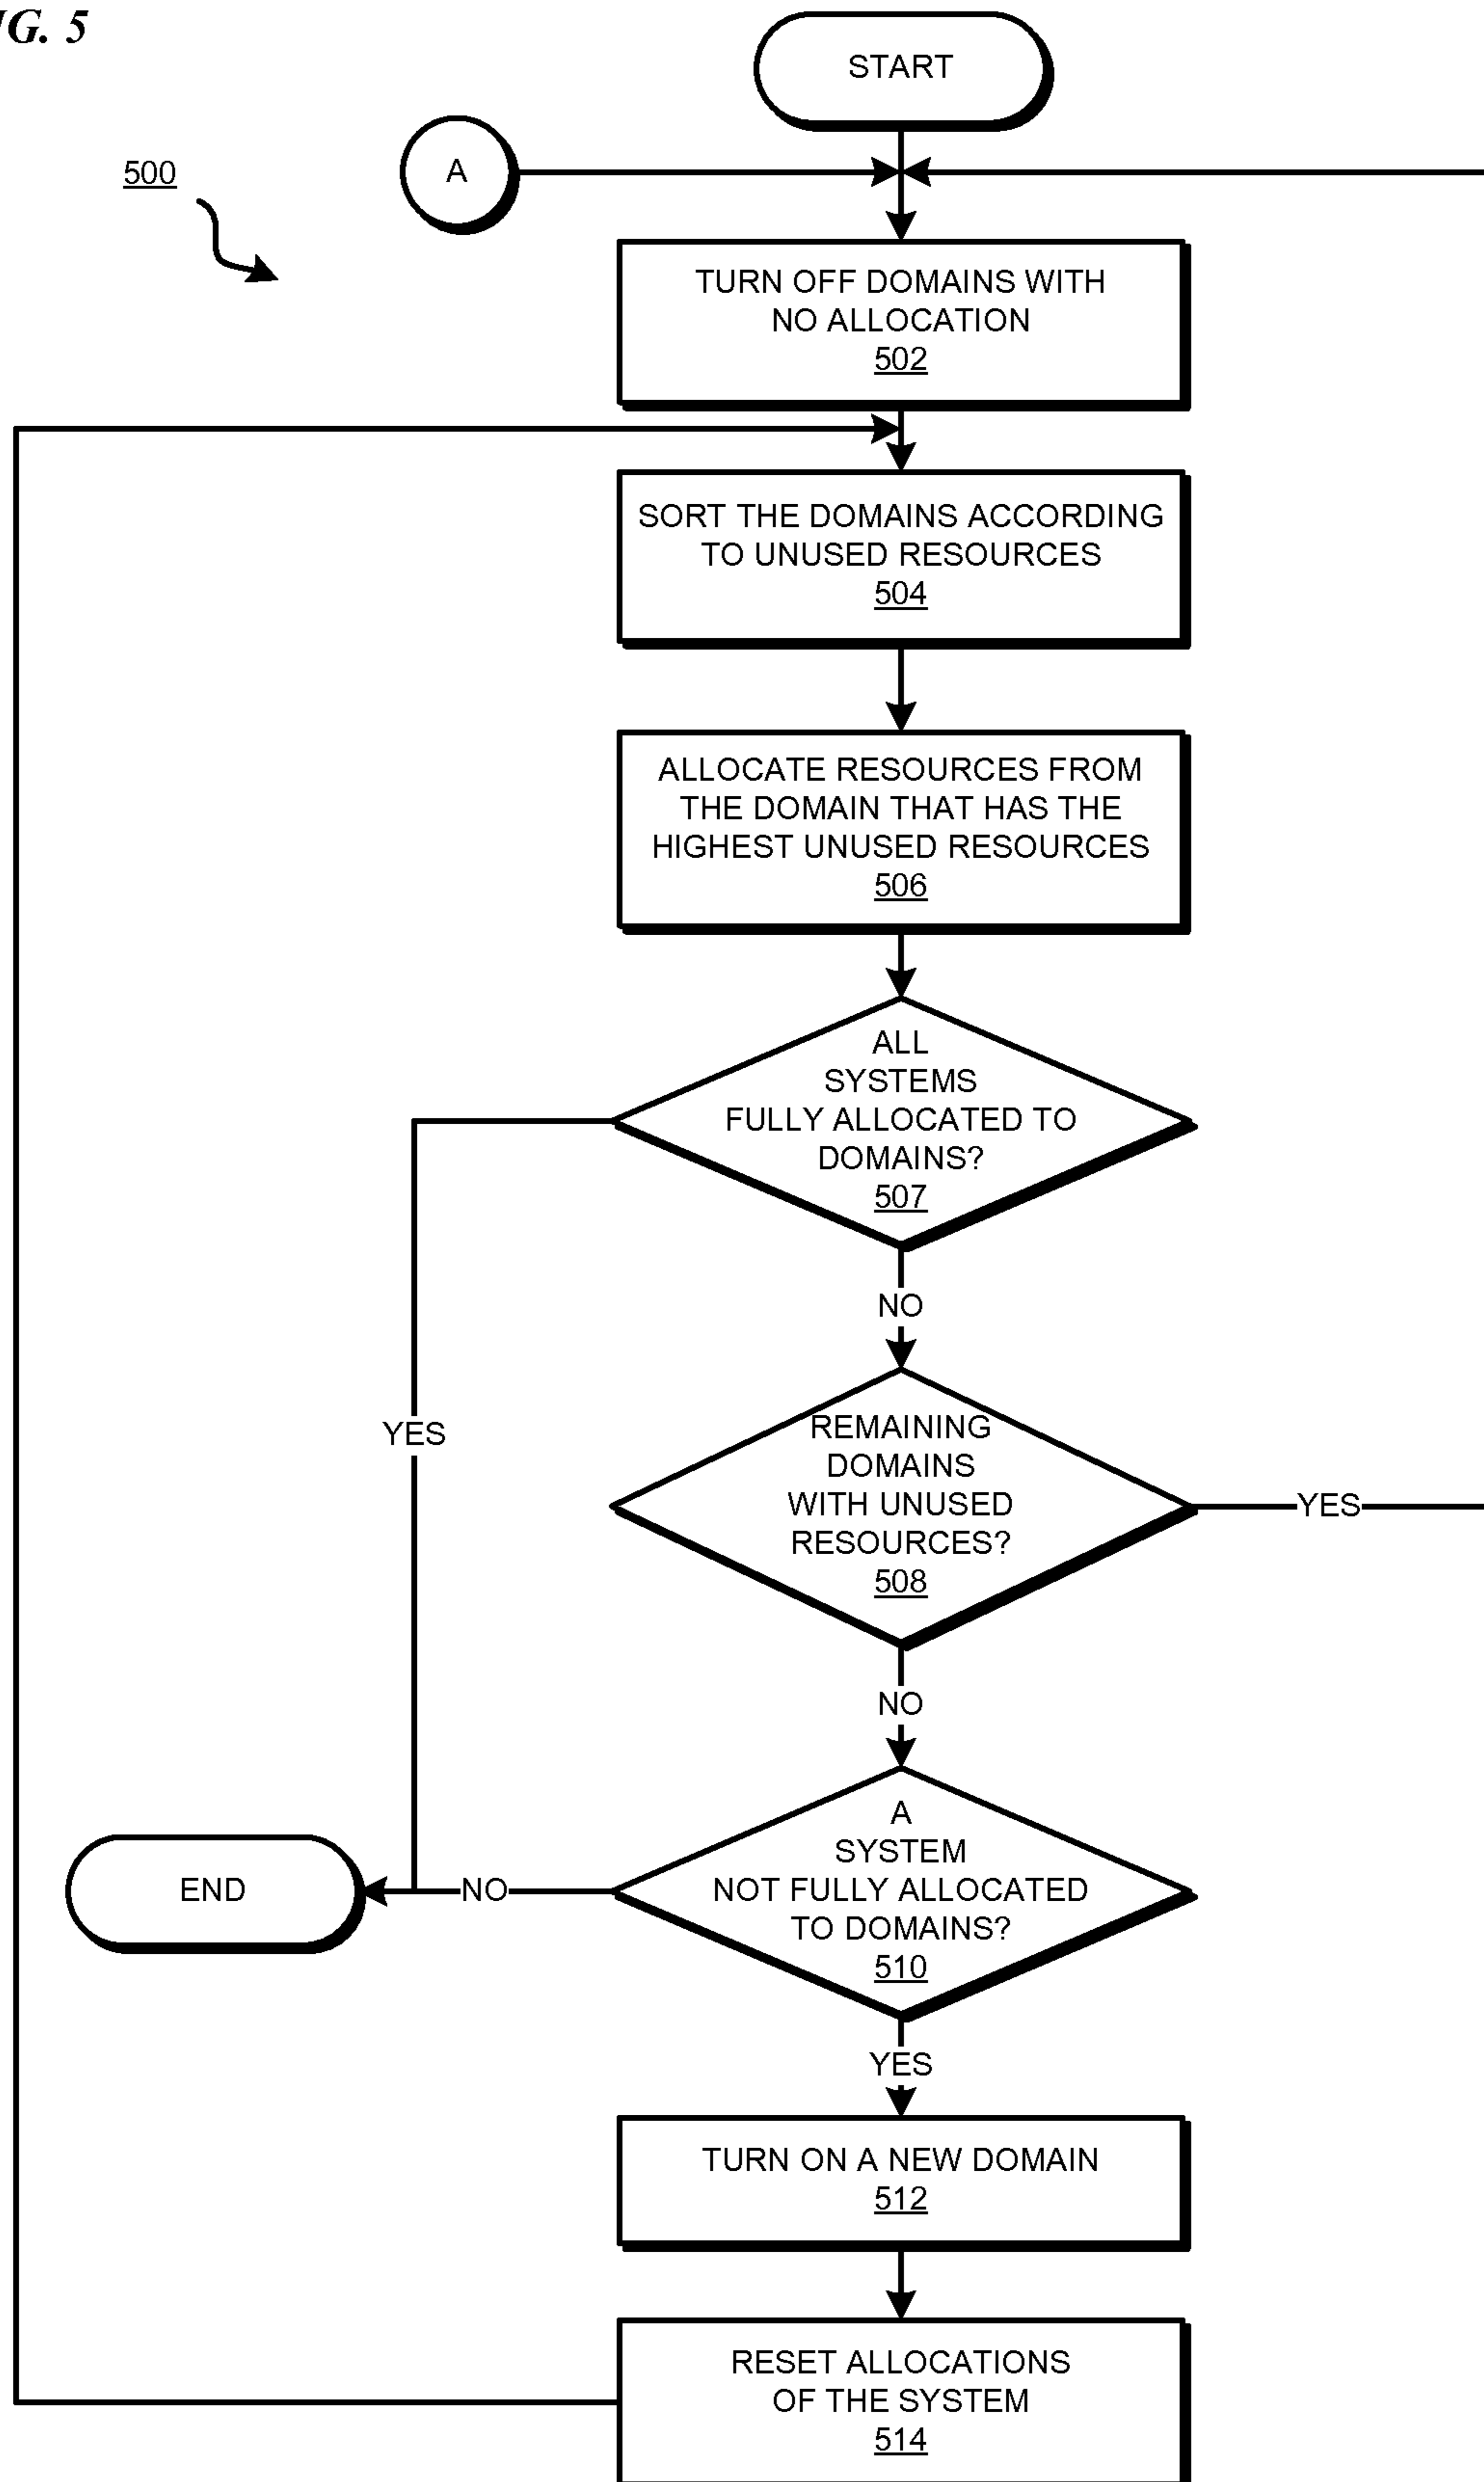 IG. 5
START
A
500
TURN OFF DOMAINS WITH
NO ALLOCATION
502
SORT THE DOMAINS ACCORDING
TO UNUSED RESOURCES
504
ALLOCATE RESOURCES FROM
THE DOMAIN THAT HAS THE
HIGHEST UNUSED RESOURCES
506
ALL
SYSTEMS
FULLY ALLOCATED TO
DOMAINS?
507
NO
YES
REMAINING
DOMAINS
WITH UNUSED
RESOURCES?
508
YES
NO
A
SYSTEM
NOT FULLY ALLOCATED
TO DOMAINS?
510
NO
END
YES
TURN ON A NEW DOMAIN
512
RESET ALLOCATIONS
OF THE SYSTEM
514